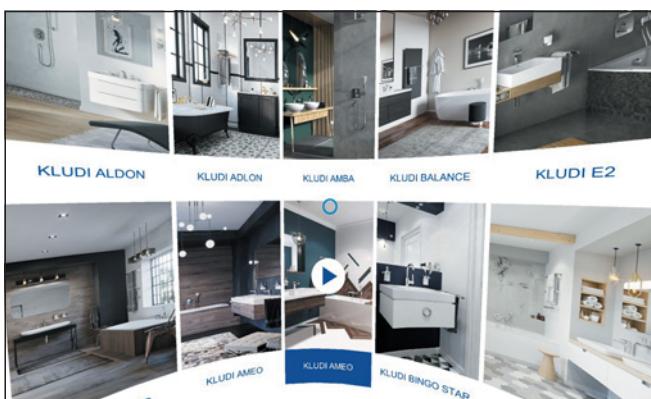 KLUDI ALDON
KLUDI ADLON
KLUDI AMBA
KLUDI BALANCE
KLUDI E2
KLUDI AMEO
KLUDI AMEO
KLUDI BINGO STAR